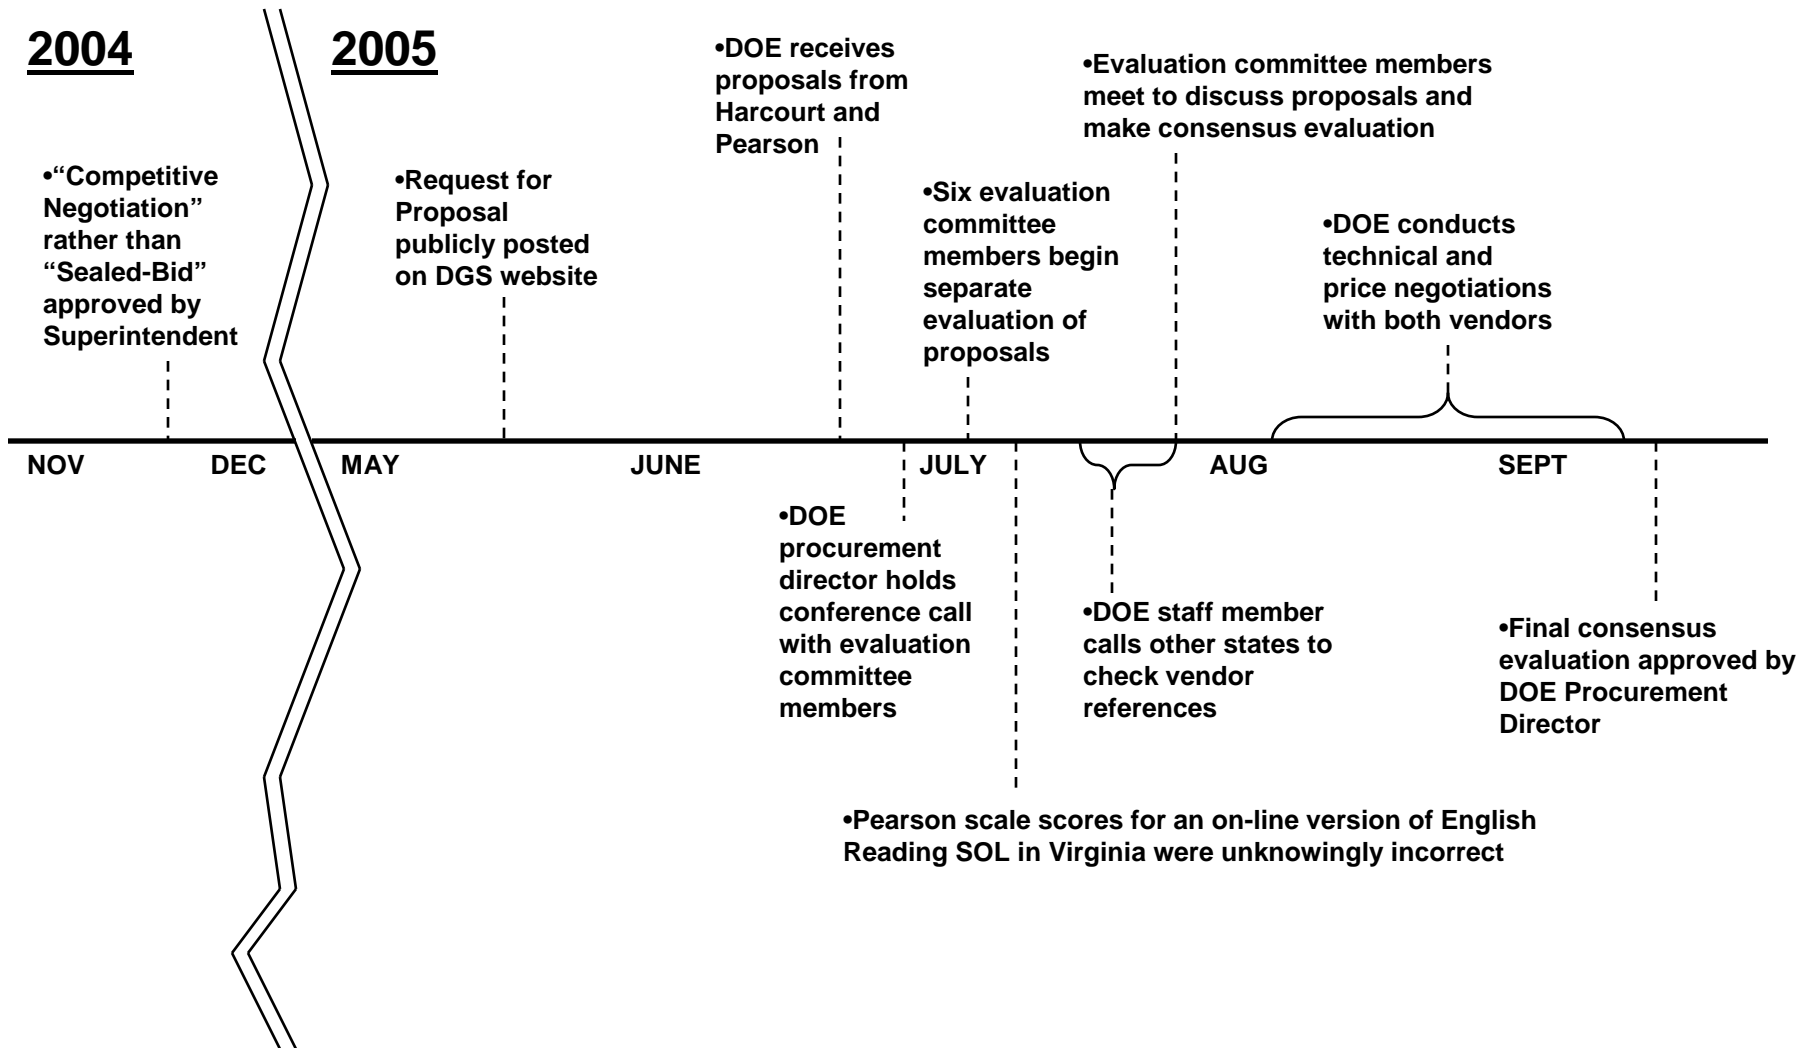 2004
2005
•“Competitive
Negotiation”
rather than
“Sealed-Bid”
approved by
Superintendent
•Request for
Proposal
publicly posted
on DGS website
•DOE receives
proposals from
Harcourt and
Pearson
•Six evaluation
committee
members begin
separate
evaluation of
proposals
•Evaluation committee members
meet to discuss proposals and
make consensus evaluation
•DOE conducts
technical and
price negotiations
with both vendors
NOV
DEC
MAY
JUNE
JULY
AUG
SEPT
•DOE
procurement
director holds
conference call
with evaluation
committee
members
•DOE staff member
calls other states to
check vendor
references
•Final consensus
evaluation approved by
DOE Procurement
Director
•Pearson scale scores for an on-line version of English
Reading SOL in Virginia were unknowingly incorrect